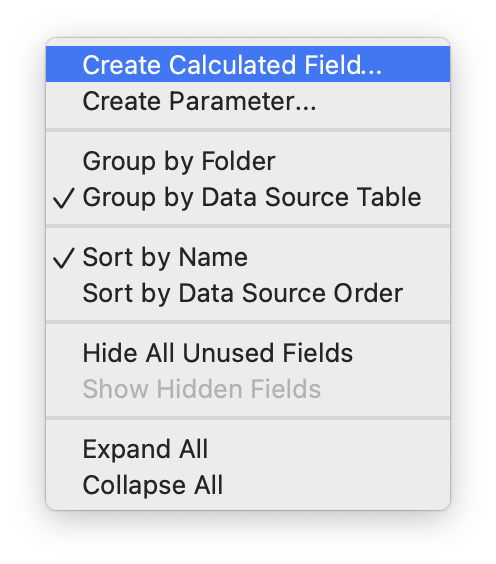 Create Calculated Field...
Create Parameter...
Group by Folder
✓ Group by Data Source Table
✓ Sort by Name
Sort by Data Source Order
Hide All Unused Fields
Show Hidden Fields
Expand All
Collapse All